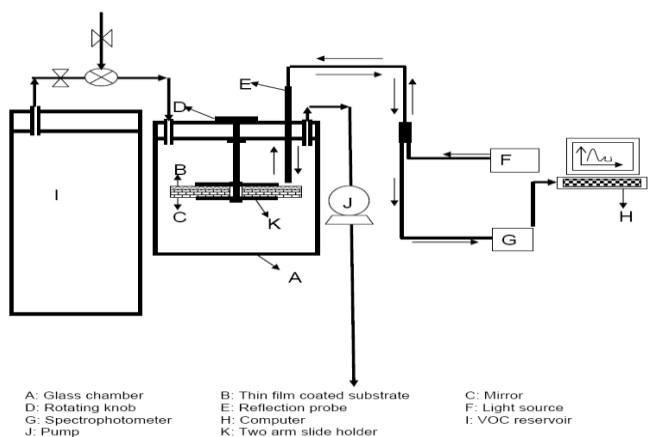 E
D
B
F
I
C
K
J
G
H
A
A: Glass chamber B: Thin film coated substrate C: Mirror
D: Rotating knob E: Reflection probe F: Light source
G: Spectrophotometer H: Computer I: VOC reservoir
J: Pump K: Two arm slide holder